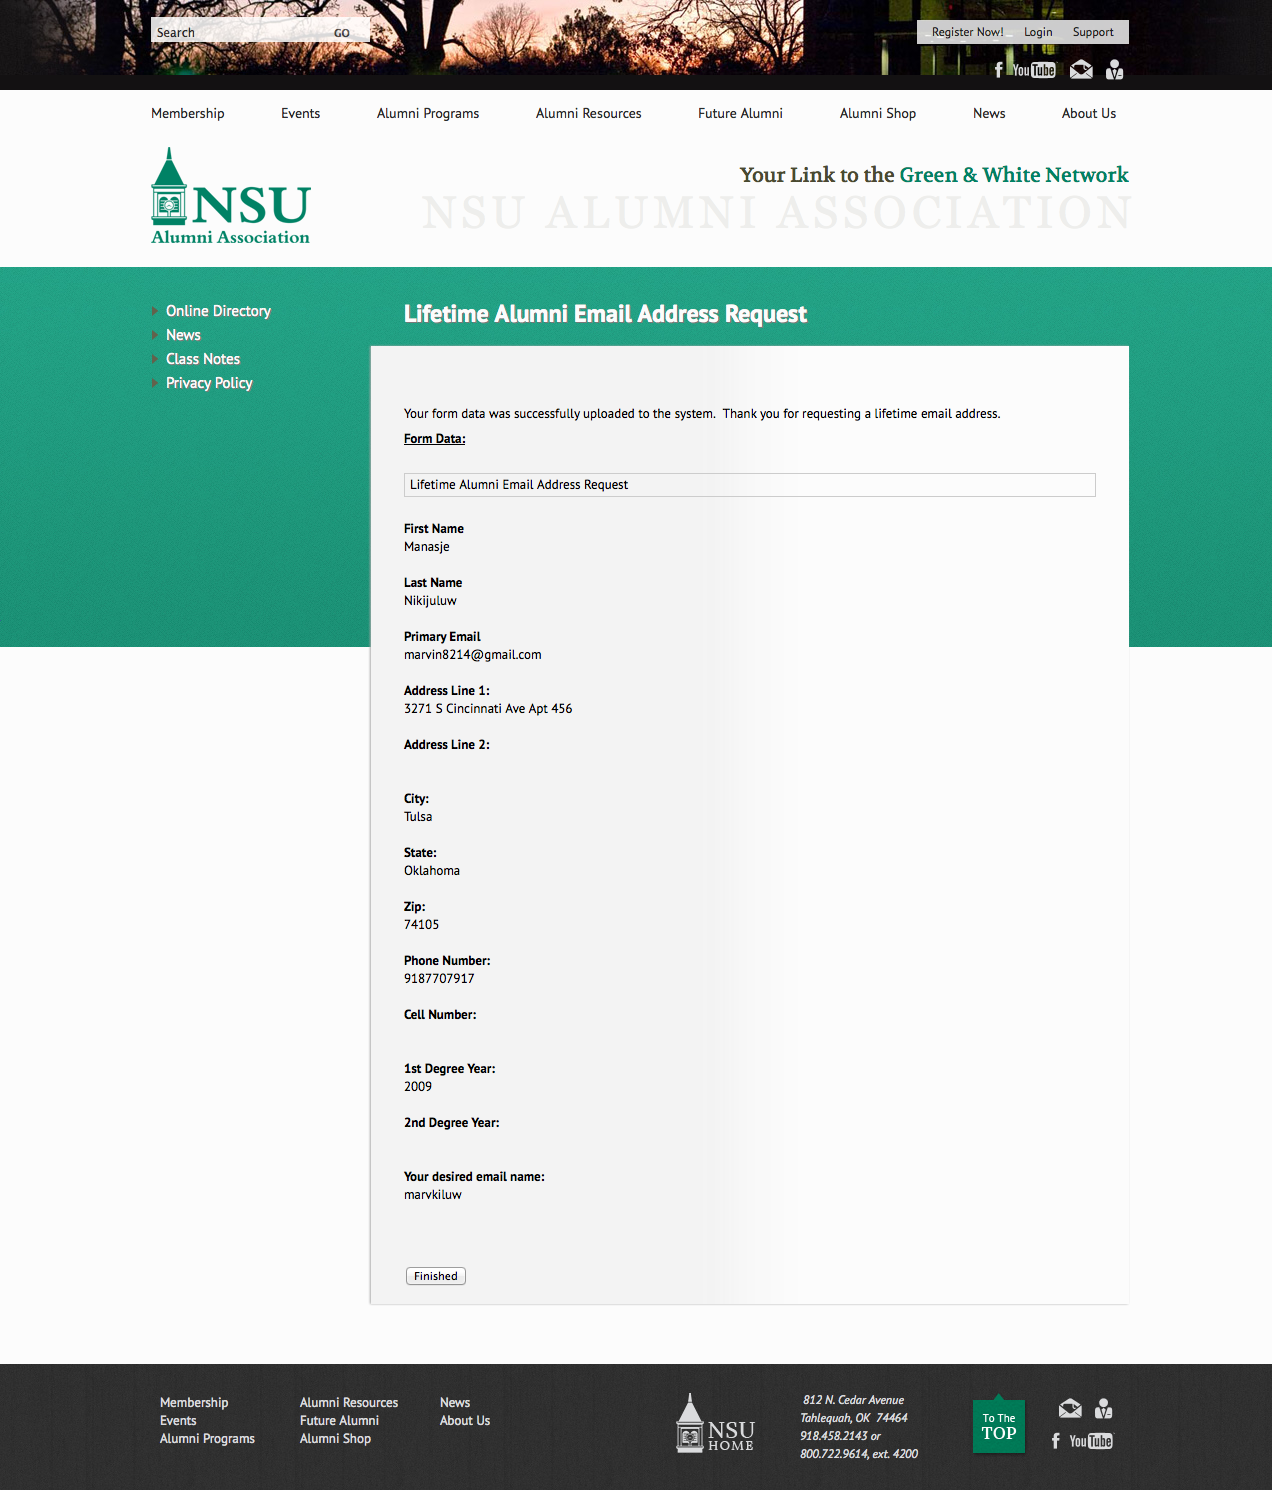 Search GO
Register Now! Login Support
You Tube
Membership Events Alumni Programs Alumni Resources Future Alumni Alumni Shop News About Us
NSU
Alumni Association
Your Link to the Green & White Network
NSU ALUMNI ASSOCIATION
Online Directory
News
Class Notes
Privacy Policy
Lifetime Alumni Email Address Request
Your form data was successfully uploaded to the system. Thank you for requesting a lifetime email address.
Form Data:
Lifetime Alumni Email Address Request
First Name
Manasje
Last Name
Nikijuluw
Primary Email
marvin8214@gmail.com
Address Line 1:
3271 S Cincinnati Ave Apt 456
Address Line 2:
City:
Tulsa
State:
Oklahoma
Zip:
74105
Phone Number:
9187707917
Cell Number:
1st Degree Year:
2009
2nd Degree Year:
Your desired email name:
marvkiluw
Finished
Membership
Events
Alumni Programs
Alumni Resources
Future Alumni
Alumni Shop
News
About Us
NSU
HOME
812 N. Cedar Avenue
Tahlequah, OK 74464
918.458.2143 or
800.722.9614, ext. 4200
To The
TOP
You Tube